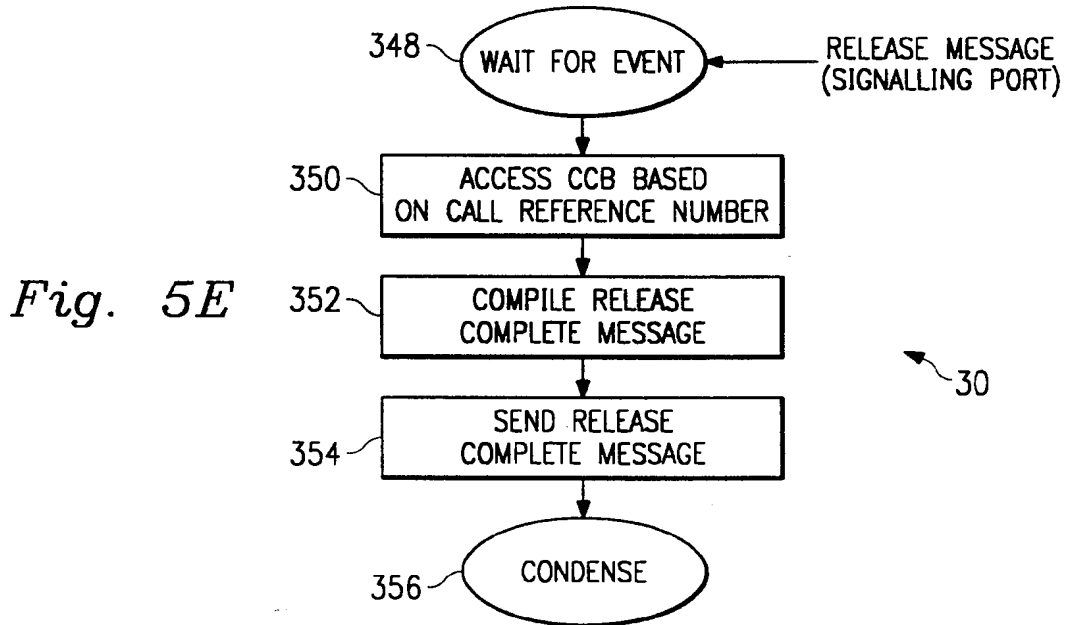 348
WAIT FOR EVENT
RELEASE MESSAGE
(SIGNALLING PORT)
350
ACCESS CCB BASED
ON CALL REFERENCE NUMBER
Fig. 5E
352
COMPILE RELEASE
COMPLETE MESSAGE
30
354
SEND RELEASE
COMPLETE MESSAGE
356
CONDENSE